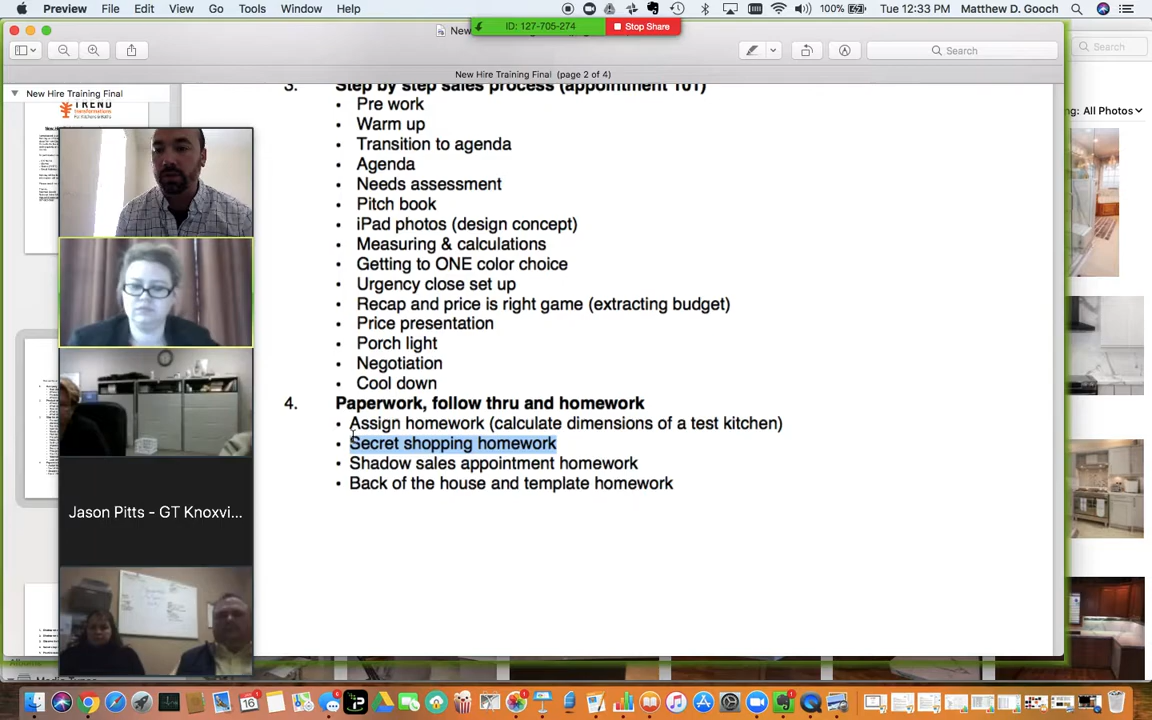 Preview File Edit View Go Tools Window Help
100% Tue 12:33 PM Matthew D. Gooch
ID: 127-705-274 Stop Share
New
Search
Search
New Hire Training Final (page 2 of 4)
New Hire Training Final
: All Photos
TREND
Transformations
3. Step by step sales process (appointment 101)
• Pre work
• Warm up
• Transition to agenda
• Agenda
• Needs assessment
• Pitch book
• iPad photos (design concept)
• Measuring & calculations
• Getting to ONE color choice
• Urgency close set up
• Recap and price is right game (extracting budget)
• Price presentation
• Porch light
• Negotiation
• Cool down
4. Paperwork, follow thru and homework
• Assign homework (calculate dimensions of a test kitchen)
• Secret shopping homework
• Shadow sales appointment homework
• Back of the house and template homework
Jason Pitts - GT Knoxvi...